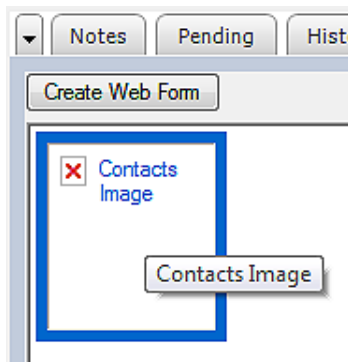 Notes Pending Hist
Create Web Form
Contacts
Image
Contacts Image